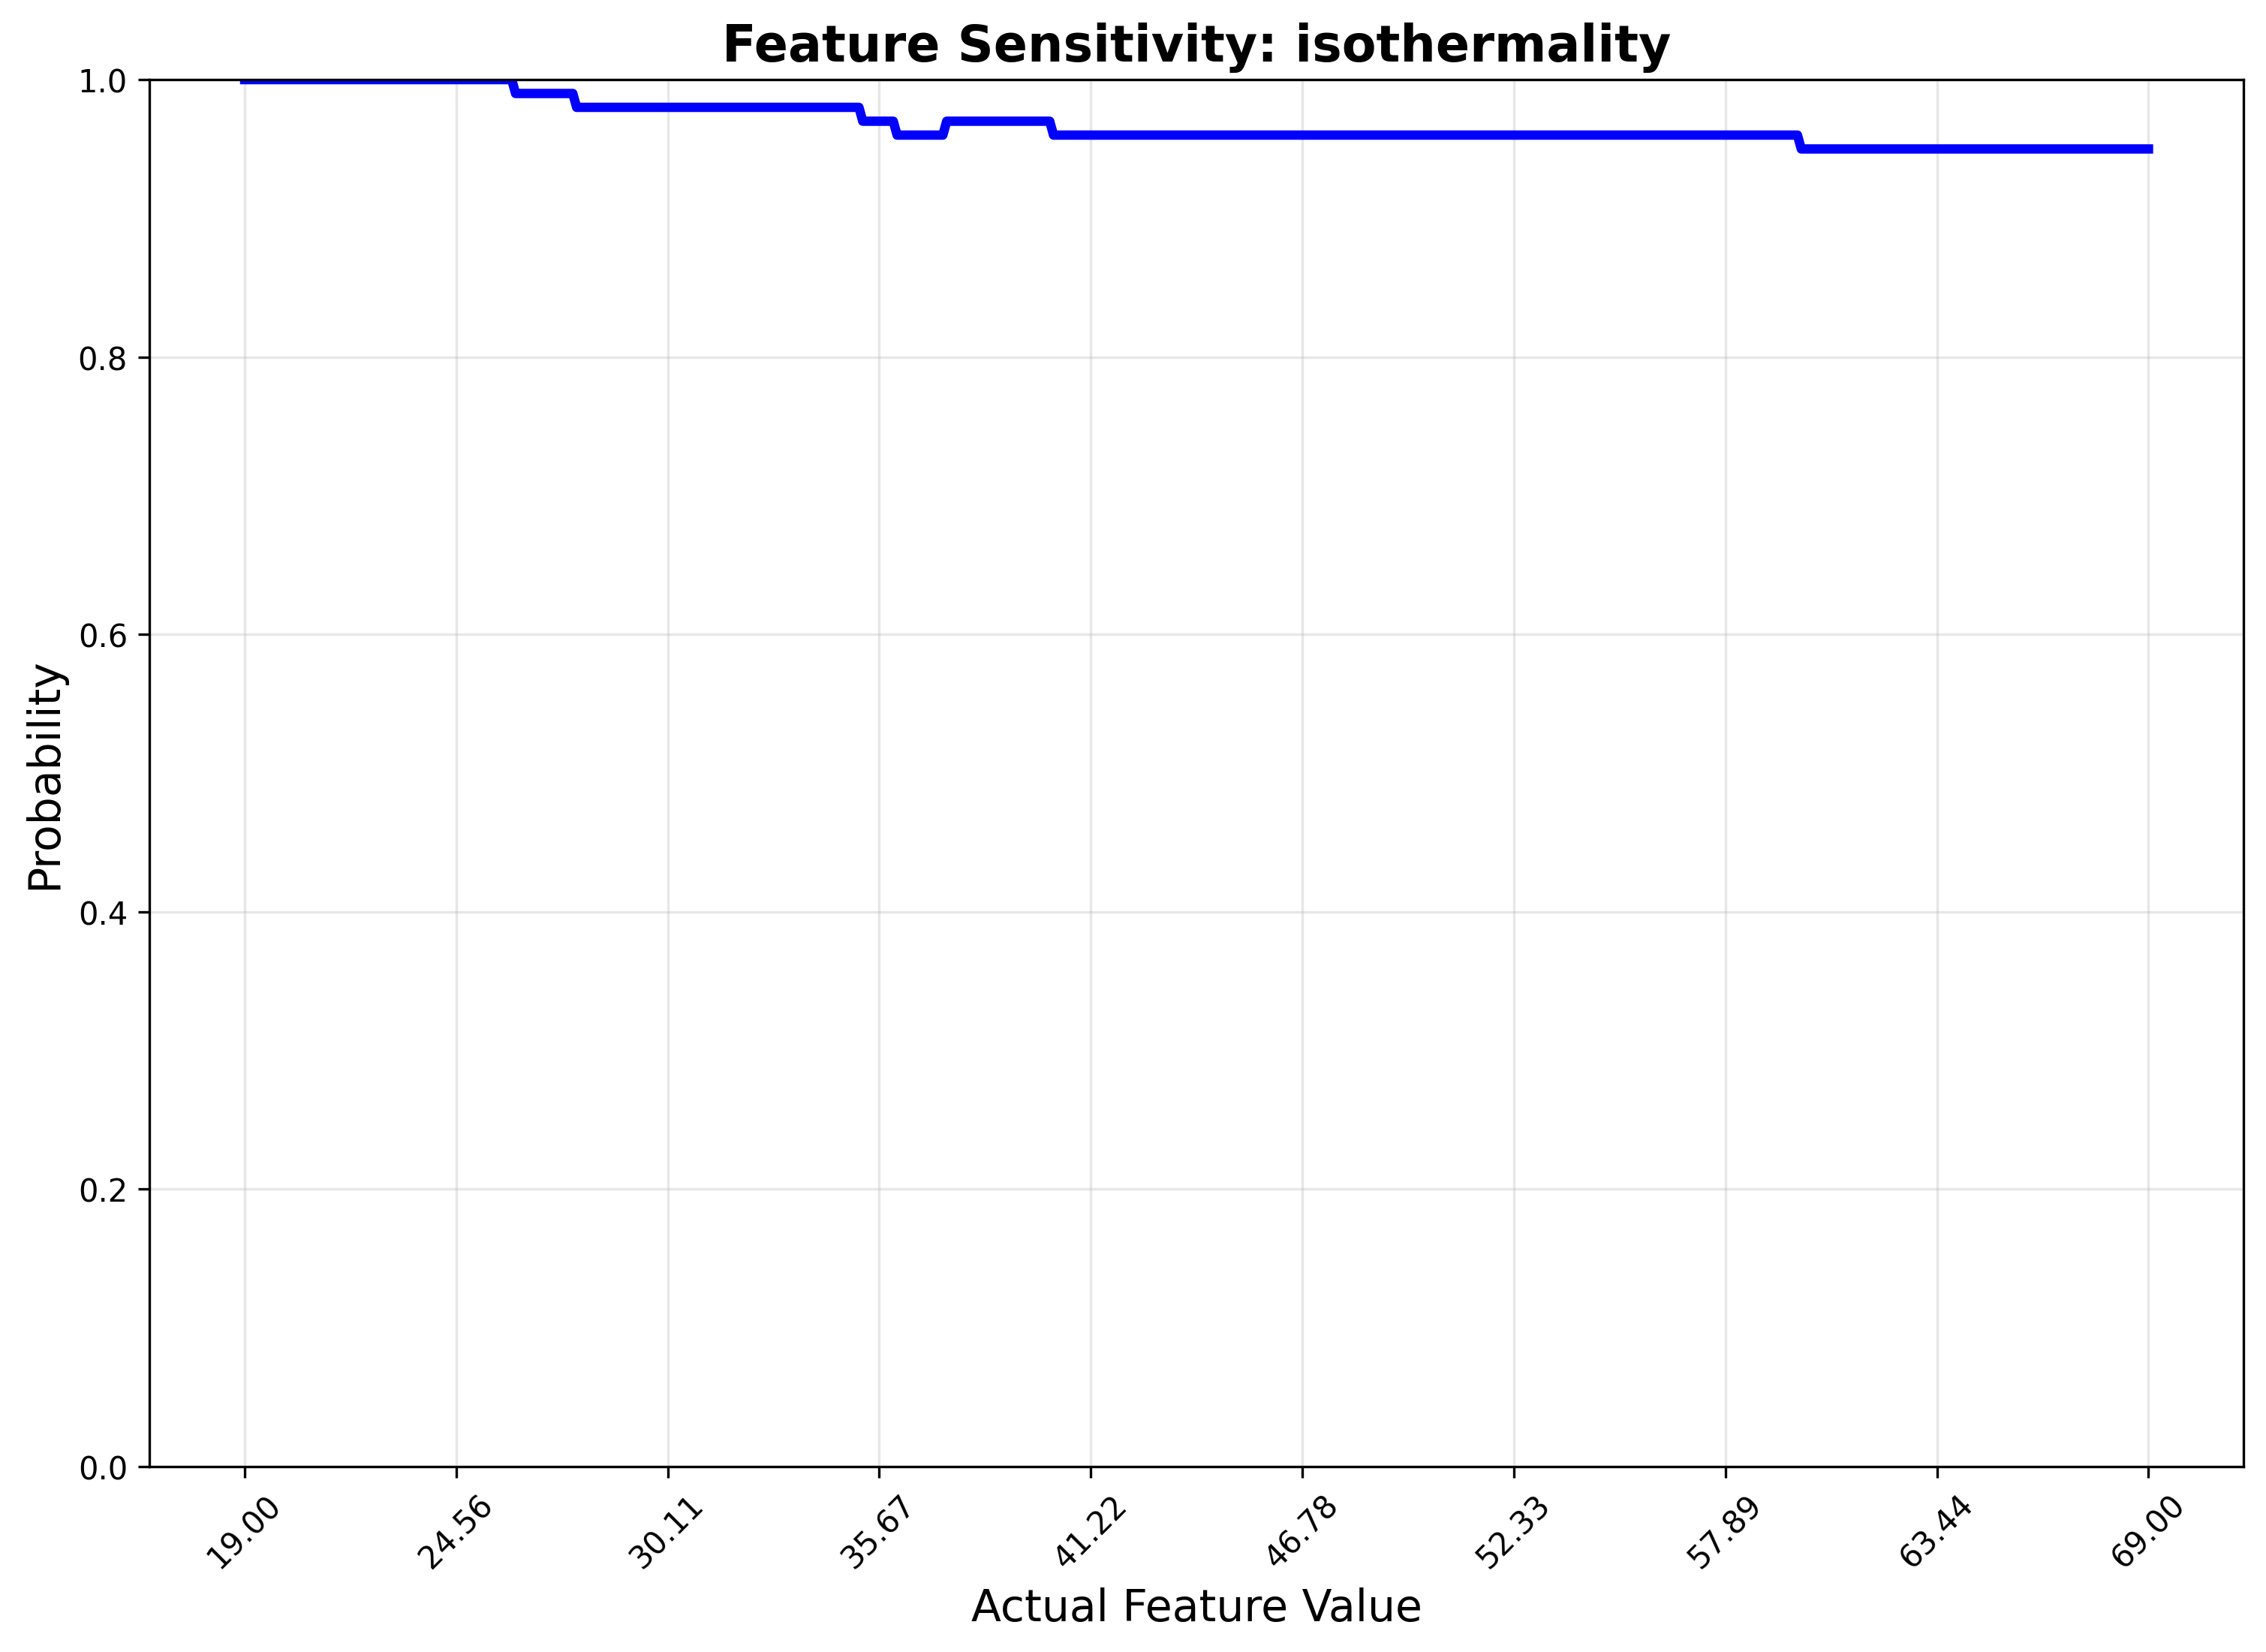 Feature Sensitivity: isothermality
1.0
0.8
0.6
0.4
0.2
0.0
Probability
19.00 24.56 30.11 35.67 41.22 46.78 52.33 57.89 63.44 69.00
Actual Feature Value